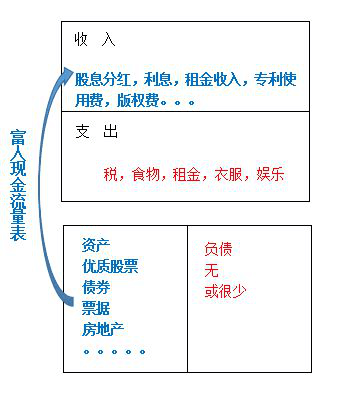 收 入
股息分红，利息，租金收入，专利使
用费，版权费。。。
支 出
税，食物，租金，衣服，娱乐
富人现金流量表
资产
优质股票
债券
票据
房地产
。。。。。
负债
无
或很少